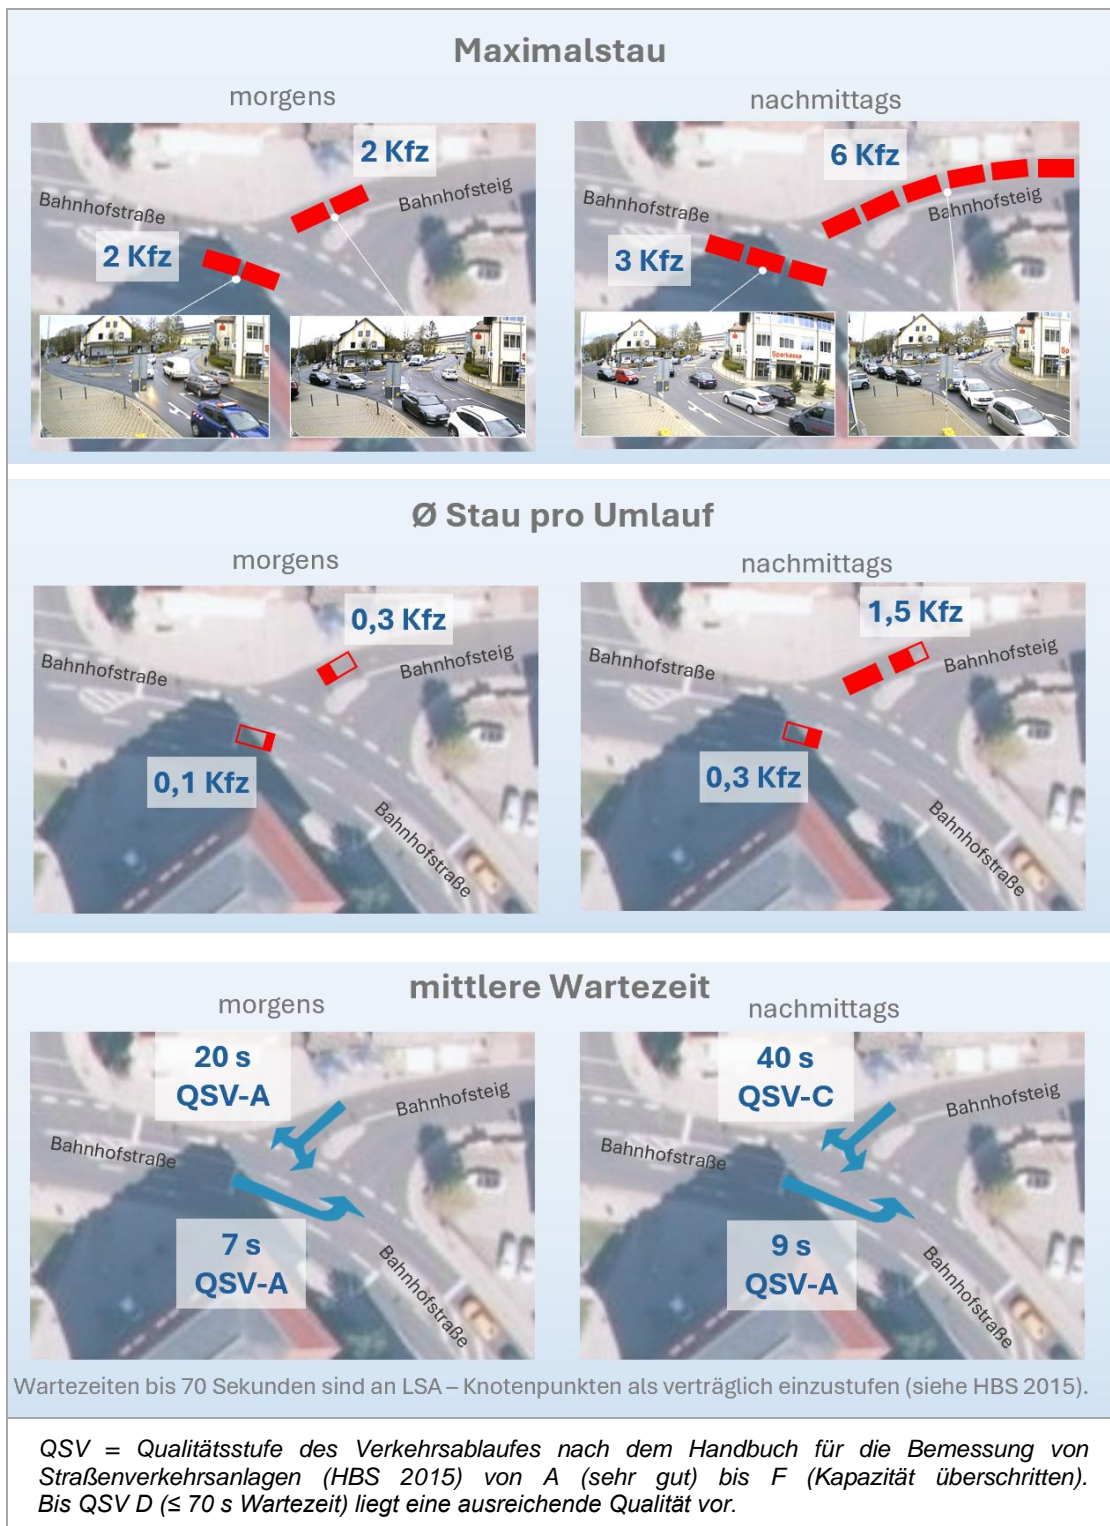 Maximalstau
morgens
nachmittags
2 Kfz
Bahnhofstraße
Bahnhofsteig
2 Kfz
6 Kfz
Bahnhofstraße
Bahnhofsteig
3 Kfz
Sparkasse
Sp
Ø Stau pro Umlauf
morgens
nachmittags
0,3 Kfz
Bahnhofstraße
Bahnhofsteig
0,1 Kfz
Bahnhofstraße
1,5 Kfz
Bahnhofstraße
Bahnhofsteig
0,3 Kfz
Bahnhofstraße
mittlere Wartezeit
morgens
nachmittags
20 s
QSV-A
Bahnhofsteig
Bahnhofstraße
7 s
QSV-A
Bahnhofstraße
40 s
QSV-C
Bahnhofsteig
Bahnhofstraße
9 s
QSV-A
Bahnhofstraße
Wartezeiten bis 70 Sekunden sind an LSA – Knotenpunkten als verträglich einzustufen (siehe HBS 2015).
QSV = Qualitätsstufe des Verkehrsablaufes nach dem Handbuch für die Bemessung von
Straßenverkehrsanlagen (HBS 2015) von A (sehr gut) bis F (Kapazität überschritten).
Bis QSV D (≤ 70 s Wartezeit) liegt eine ausreichende Qualität vor.